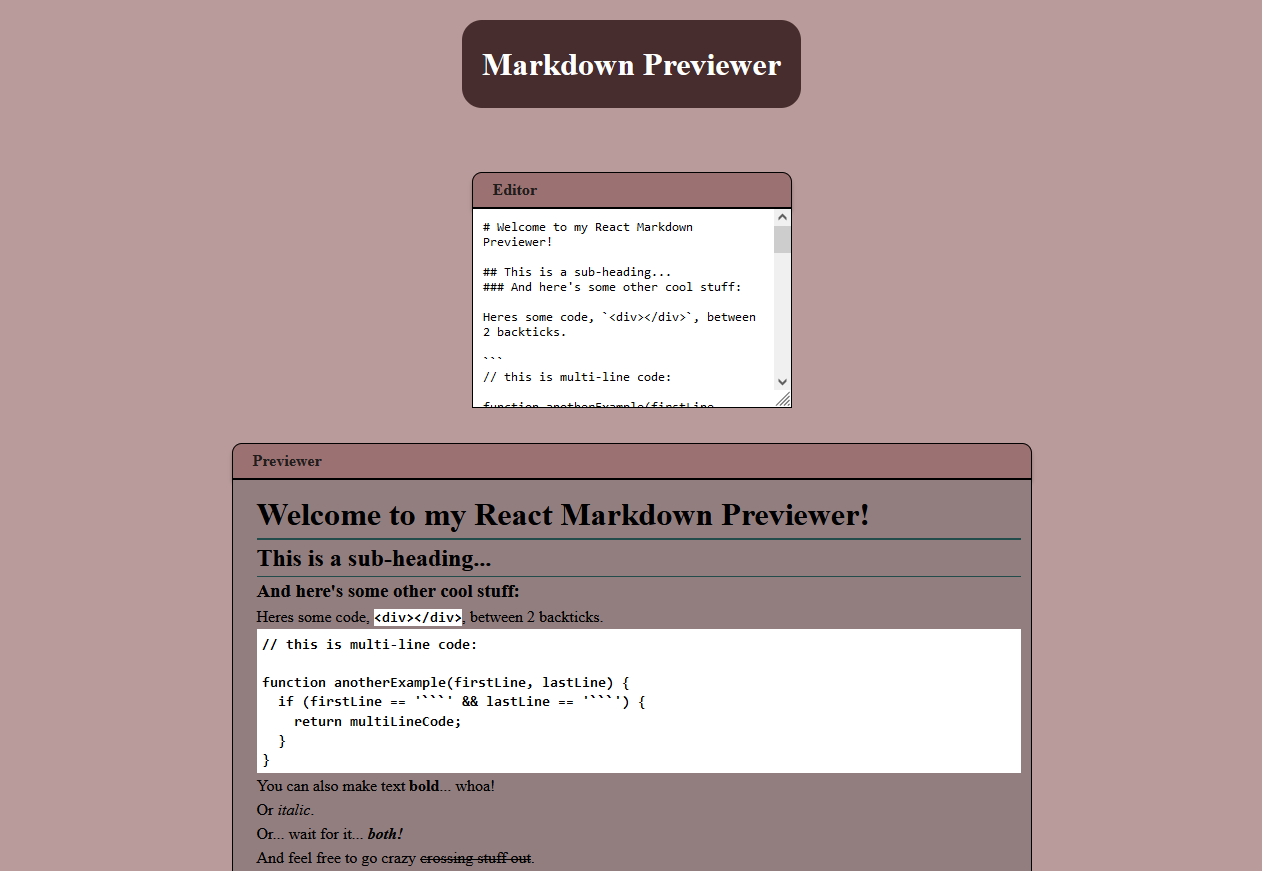 Markdown Previewer
Editor
# Welcome to my React Markdown
Previewer!
## This is a sub-heading...
### And here's some other cool stuff:
Heres some code, `<div></div>`, between
2 backticks.
```
// this is multi-line code:
function anotherExample(firstLine,
Previewer
Welcome to my React Markdown Previewer!
This is a sub-heading...
And here's some other cool stuff:
Heres some code, <div></div>, between 2 backticks.
// this is multi-line code:
function anotherExample(firstLine, lastLine) {
  if (firstLine == '```' && lastLine == '```') {
    return multiLineCode;
  }
}
You can also make text bold... whoa!
Or italic.
Or... wait for it... both!
And feel free to go crazy crossing stuff out.